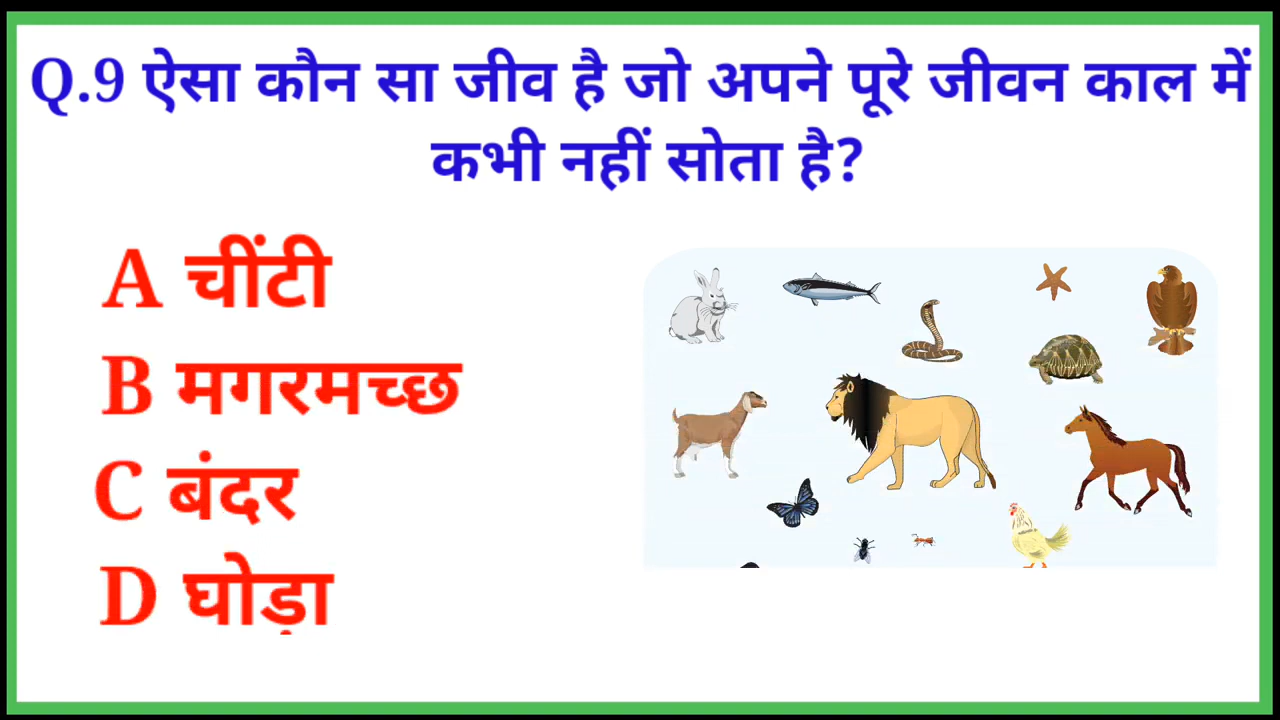 Q.9 ऐसा कौन सा जीव है जो अपने पूरे जीवन काल में
कभी नहीं सोता है?
A चींटी
B मगरमच्छ
C बंदर
D घोड़ा